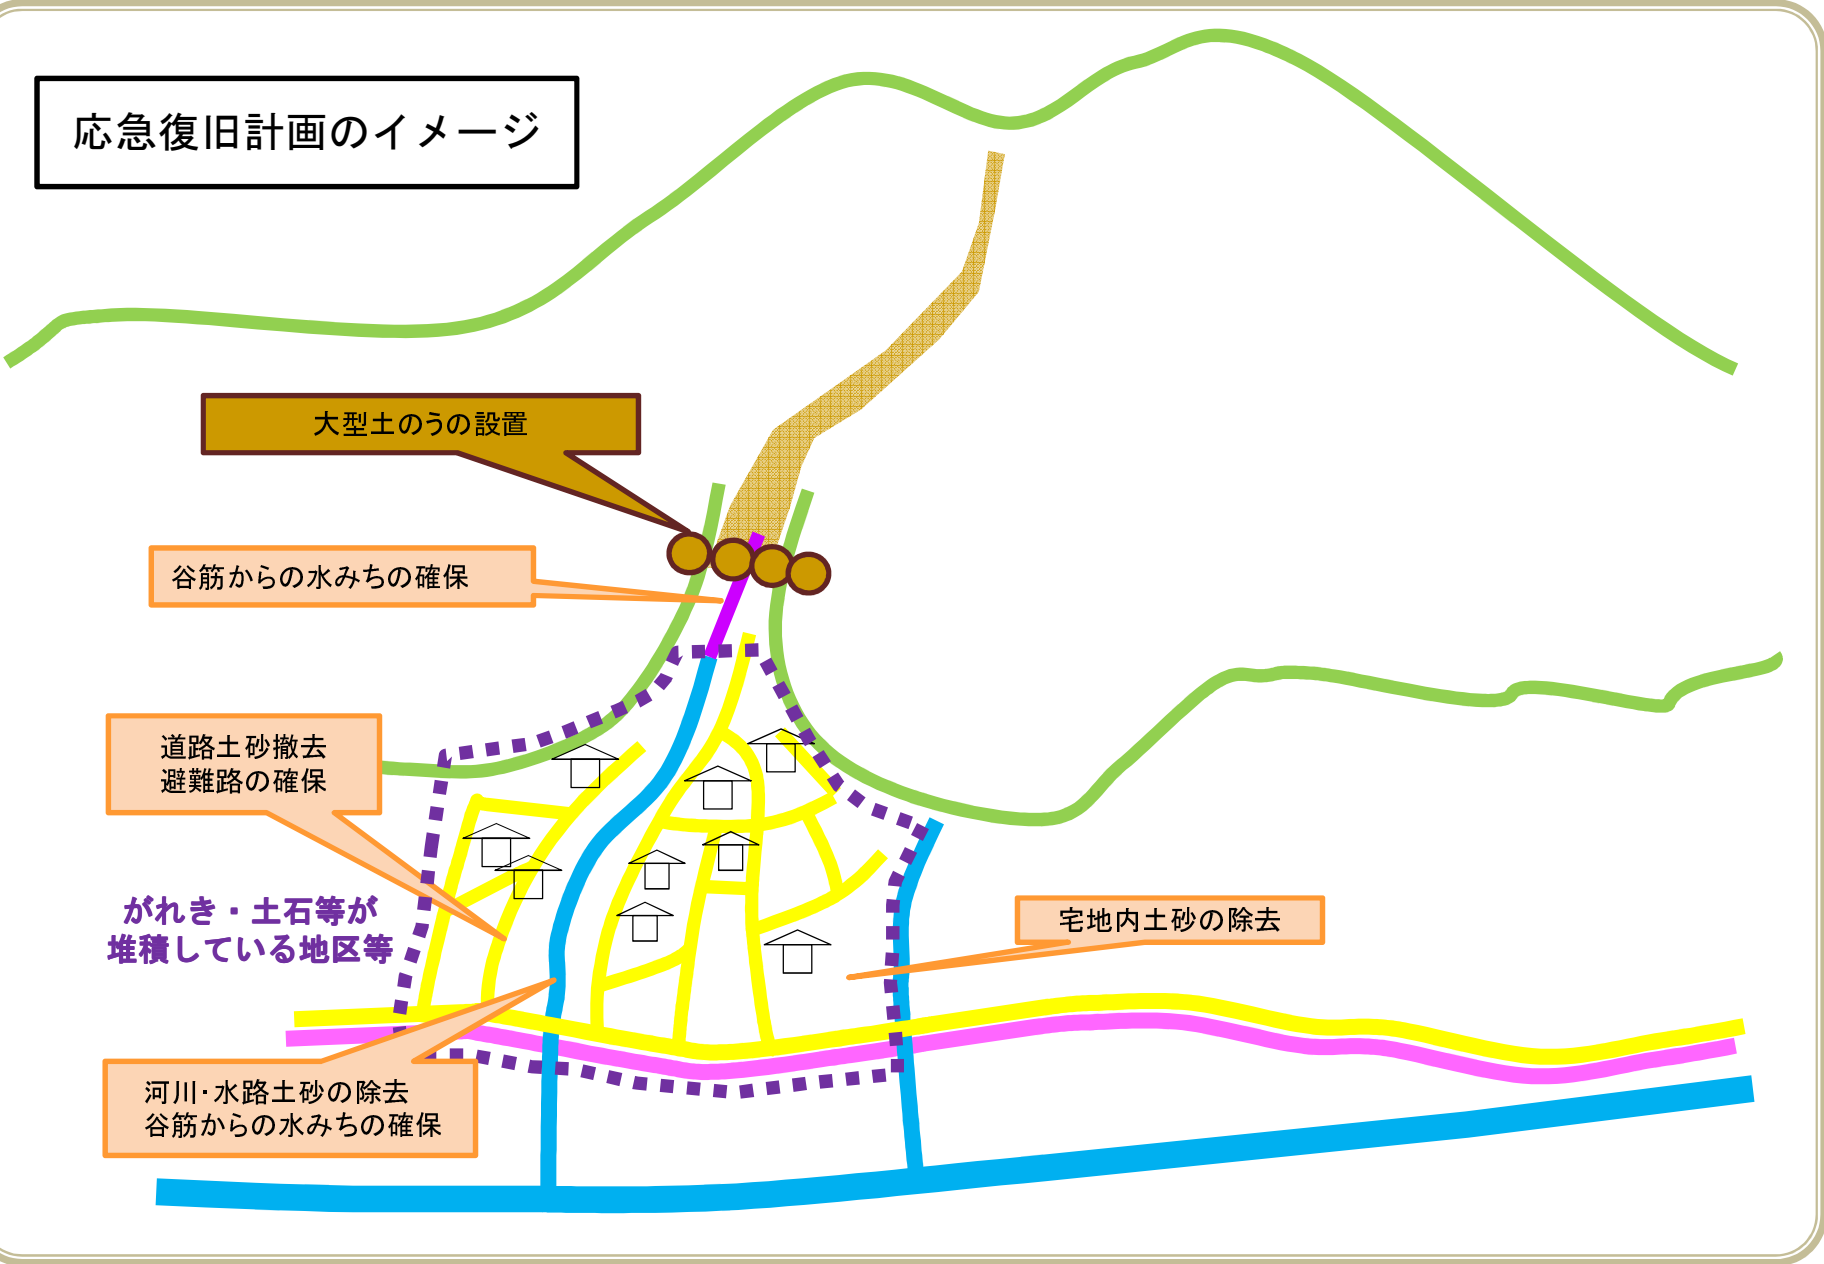 応急復旧計画のイメージ
大型土のうの設置
谷筋からの水みちの確保
道路土砂撤去
避難路の確保
がれき・土石等が
堆積している地区等
宅地内土砂の除去
河川・水路土砂の除去
谷筋からの水みちの確保